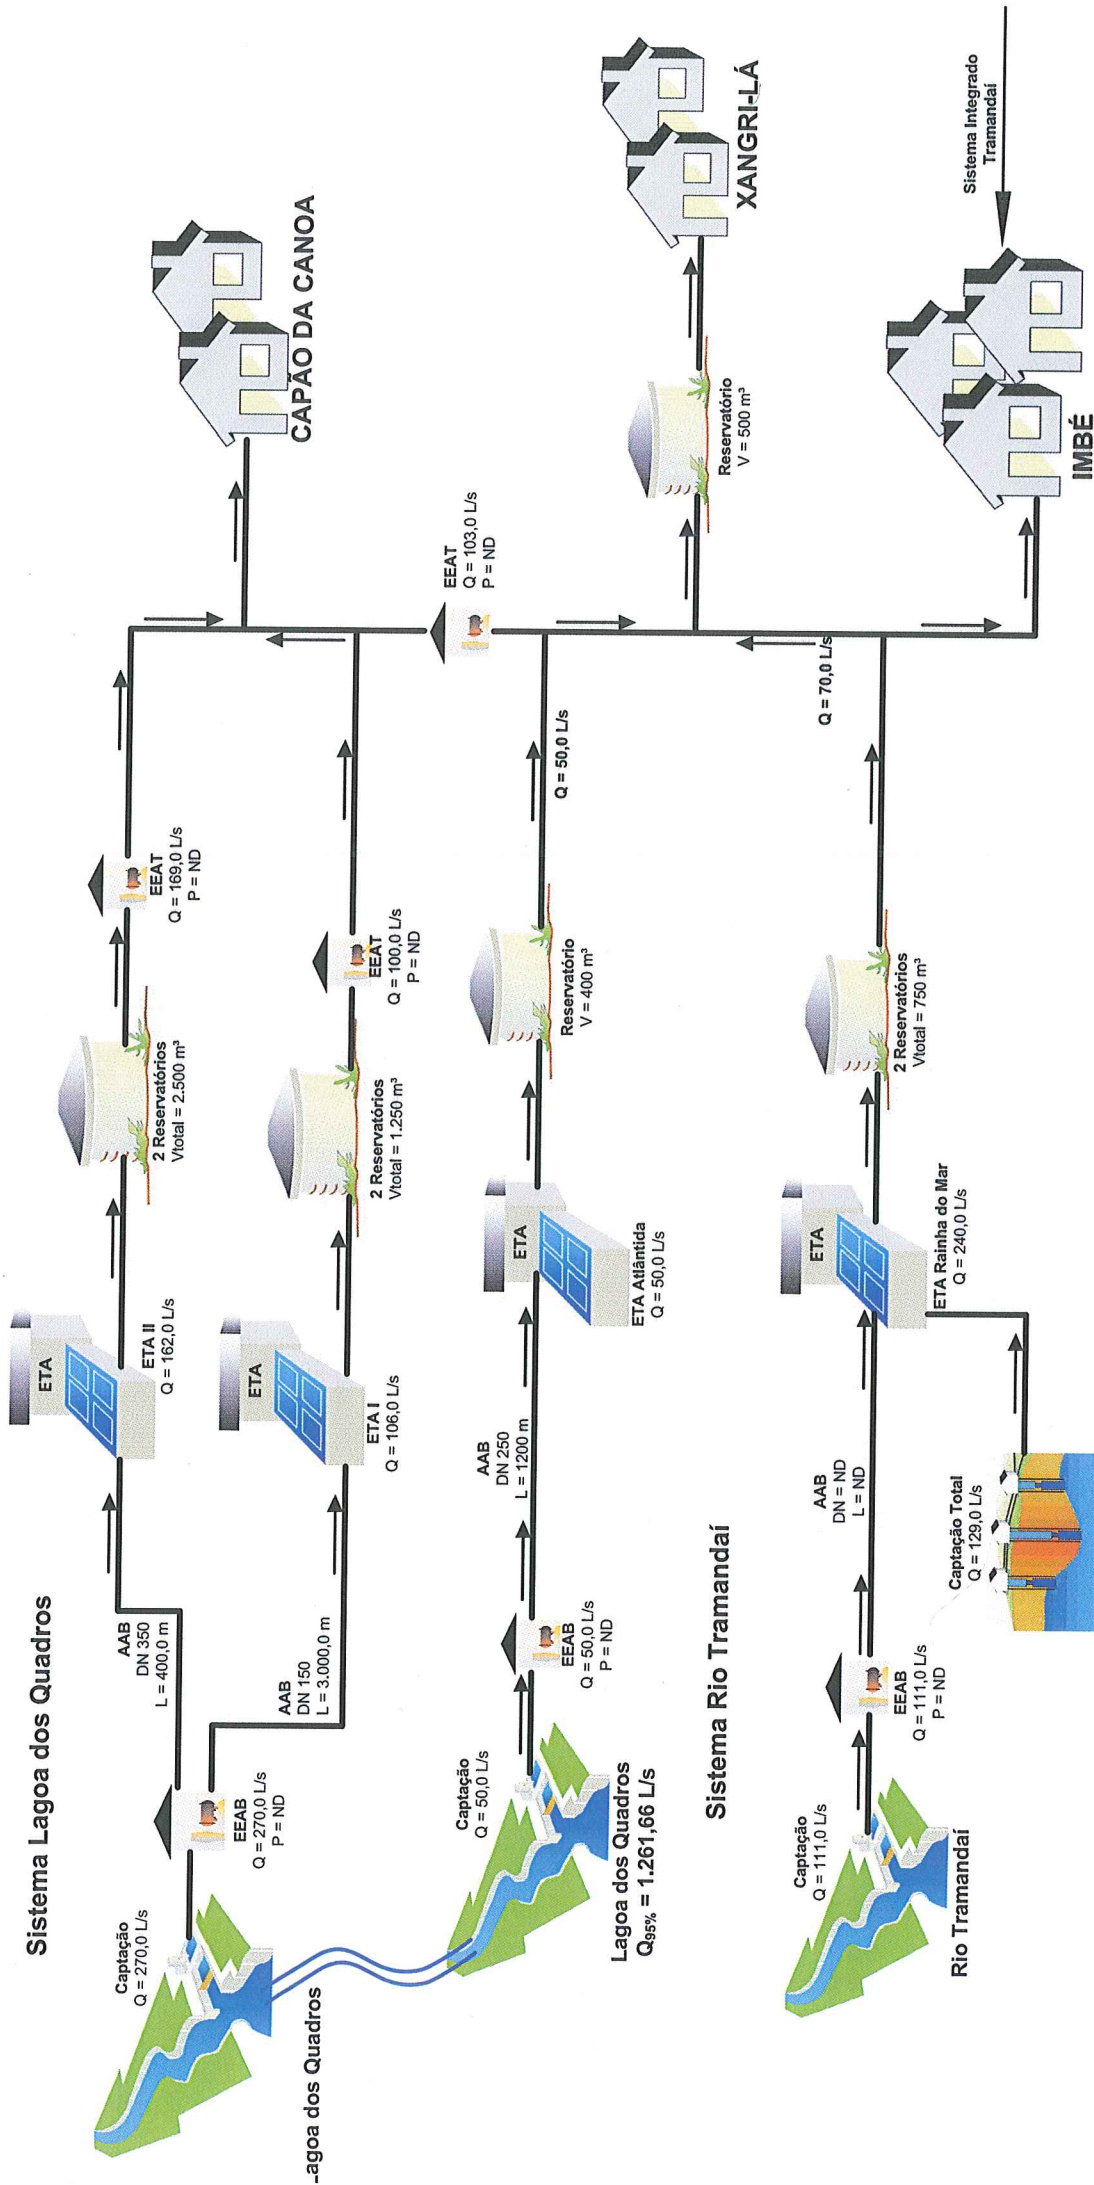 Sistema Lagoa dos Quadros
Captação
Q = 270,0 L/s
EEAB
Q = 270,0 L/s
P = ND
AAB
DN 350
L = 400,0 m
ETA
ETA II
Q = 162,0 L/s
2 Reservatórios
Vtotal = 2.500 m³
EEAT
Q = 169,0 L/s
P = ND
CAPÃO DA CANOA
AAB
DN 150
L = 3.000,0 m
ETA
ETA I
Q = 106,0 L/s
2 Reservatórios
Vtotal = 1.250 m³
EEAT
Q = 100,0 L/s
P = ND
EEAT
Q = 103,0 L/s
P = ND
agoa dos Quadros
Captação
Q = 50,0 L/s
Lagoa dos Quadros
Q95% = 1.261,66 L/s
EEAB
Q = 50,0 L/s
P = ND
AAB
DN 250
L = 1200 m
ETA
ETA Atlântida
Q = 50,0 L/s
Reservatório
V = 400 m³
Q = 50,0 L/s
Reservatório
V = 500 m³
XANGRI-LÁ
Sistema Rio Tramandaí
Captação
Q = 111,0 L/s
Rio Tramandaí
EEAB
Q = 111,0 L/s
P = ND
AAB
DN = ND
L = ND
Captação Total
Q = 129,0 L/s
ETA
ETA Rainha do Mar
Q = 240,0 L/s
2 Reservatórios
Vtotal = 750 m³
Q = 70,0 L/s
IMBÉ
Sistema Integrado
Tramandaí